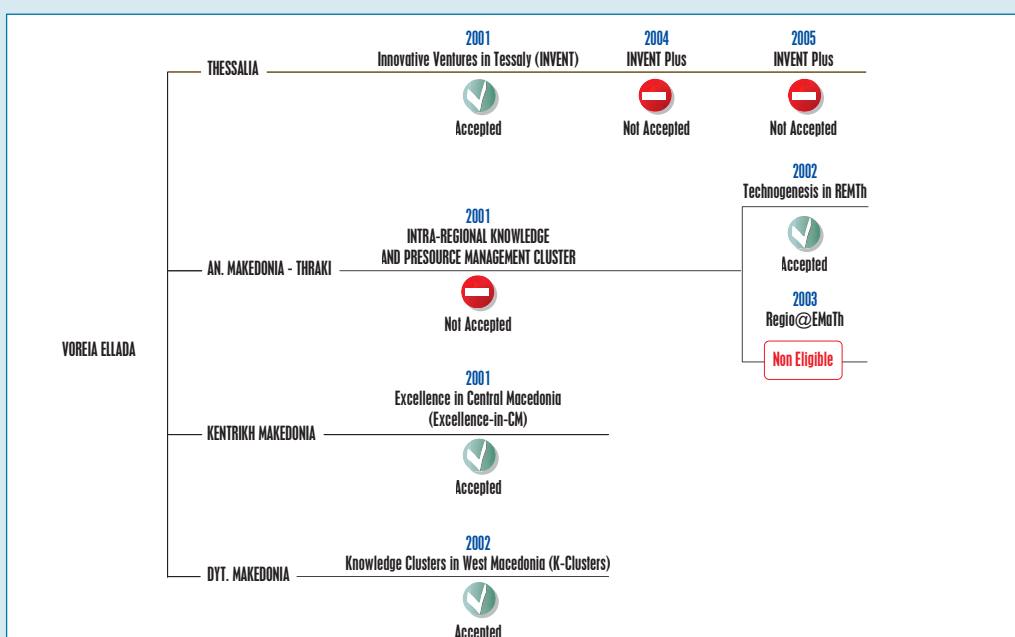 2001
Innovative Ventures in Tessaly (INVENT)
2004
INVENT Plus
2005
INVENT Plus
THESSALIA
Accepted
Not Accepted
Not Accepted
2002
Technogenesis in REMTh
2001
INTRA-REGIONAL KNOWLEDGE
AND PRESOURCE MANAGEMENT CLUSTER
AN. MAKEDONIA - THRAKI
Accepted
Not Accepted
2003
Regio@EMaTh
Non Eligible
VOREIA ELLADA
2001
Excellence in Central Macedonia
(Excellence-in-CM)
KENTRIKH MAKEDONIA
Accepted
2002
Knowledge Clusters in West Macedonia (K-Clusters)
DYT. MAKEDONIA
Accepted